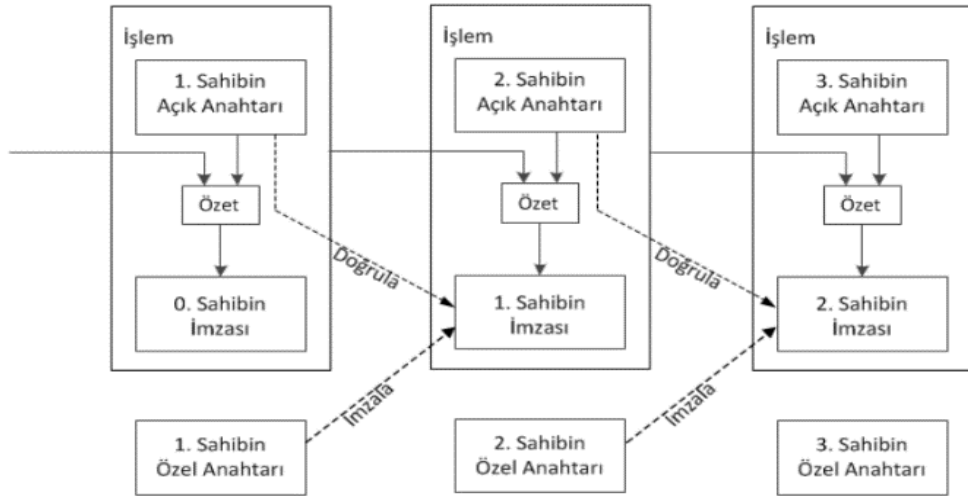 İşlem
1. Sahibin
Açık Anahtarı
Özet
0. Sahibin
İmzası
1. Sahibin
Özel Anahtarı
Doğrula
İmzala
İşlem
2. Sahibin
Açık Anahtarı
Özet
1. Sahibin
İmzası
2. Sahibin
Özel Anahtarı
Doğrula
İmzala
İşlem
3. Sahibin
Açık Anahtarı
Özet
2. Sahibin
İmzası
3. Sahibin
Özel Anahtarı